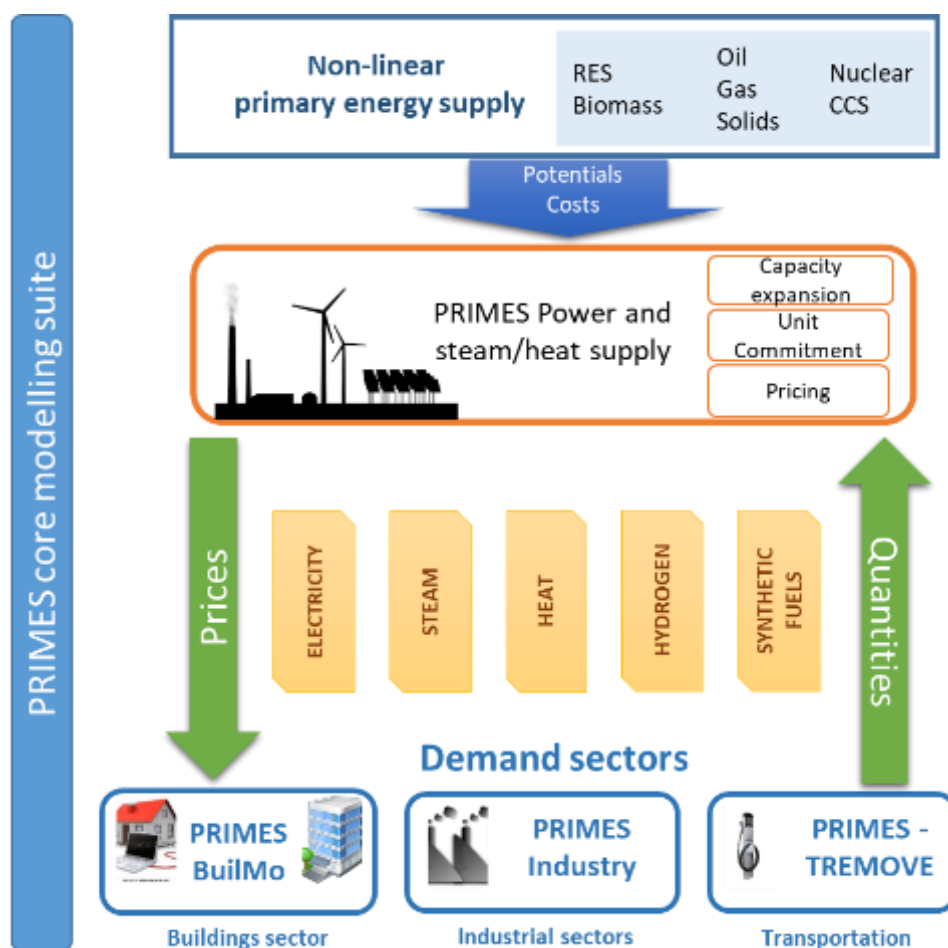 PRIMES core modelling suite
Non-linear
primary energy supply
RES
Biomass
Oil
Gas
Solids
Nuclear
CCS
Potentials
Costs
PRIMES Power and
steam/heat supply
Capacity
expansion
Unit
Commitment
Pricing
Prices
ELECTRICITY
STEAM
HEAT
HYDROGEN
SYNTHETIC
FUELS
Quantities
Demand sectors
PRIMES
BuilMo
PRIMES
Industry
PRIMES -
TREMOVE
Buildings sector
Industrial sectors
Transportation